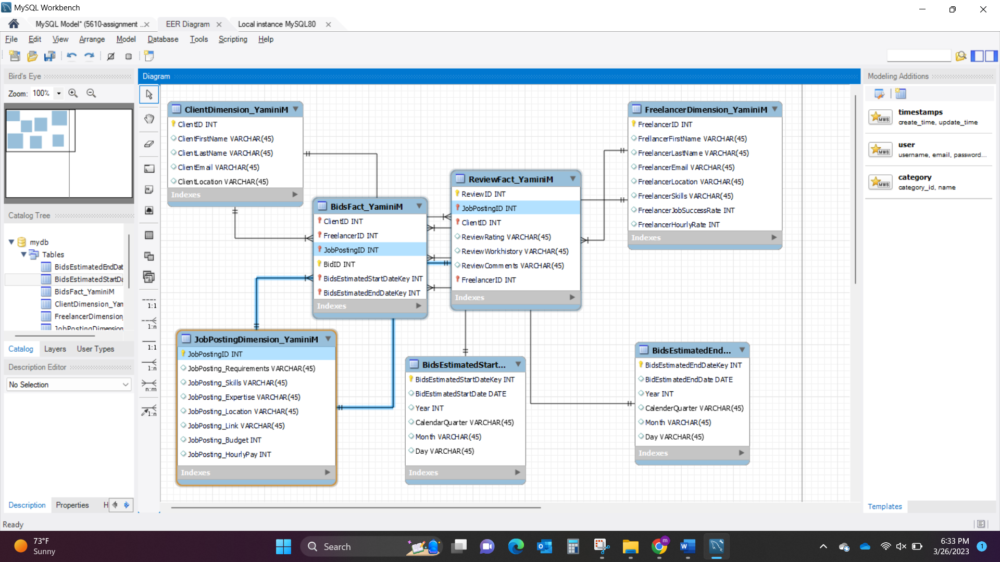 MySQL Workbench
MySQL Model* (5610-assignment ...
EER Diagram
Local instance MySQL80
File Edit View Arrange Model Database Tools Scripting Help
Bird's Eye
Zoom: 100%
Diagram
Modeling Additions
timestamps
create_time, update_time
user
username, email, password...
category
category_id, name
Templates
Catalog Tree
mydb
Tables
BidsEstimatedEndDat
BidsEstimatedStartDa
BidsFact_YaminiM
ClientDimension_Yam
FreelancerDimension_
JobPostingDimension
Catalog Layers User Types
Description Editor
No Selection
Description Properties H
Ready
1:1
1:n
1:1
1:n
n:m
1:n
ClientDimension_YaminiM
ClientID INT
ClientFirstName VARCHAR(45)
ClientLastName VARCHAR(45)
ClientEmail VARCHAR(45)
ClientLocation VARCHAR(45)
Indexes
BidsFact_YaminiM
ClientID INT
FreelancerID INT
JobPostingID INT
BidID INT
BidsEstimatedStartDateKey INT
BidsEstimatedEndDateKey INT
Indexes
ReviewFact_YaminiM
ReviewID INT
JobPostingID INT
ClientID INT
ReviewRating VARCHAR(45)
ReviewWorkhistory VARCHAR(45)
ReviewComments VARCHAR(45)
FreelancerID INT
Indexes
FreelancerDimension_YaminiM
FreelancerID INT
FrellancerFirstName VARCHAR(45)
FreelancerLastName VARCHAR(45)
FreelancerEmail VARCHAR(45)
FreelancerLocation VARCHAR(45)
FreelancerSkills VARCHAR(45)
FreelancerJobSuccessRate INT
FreelancerHourlyRate INT
Indexes
JobPostingDimension_YaminiM
JobPostingID INT
JobPosting_Requirements VARCHAR(45)
JobPosting_Skills VARCHAR(45)
JobPosting_Expertise VARCHAR(45)
JobPosting_Location VARCHAR(45)
JobPosting_Link VARCHAR(45)
JobPosting_Budget INT
JobPosting_HourlyPay INT
Indexes
BidsEstimatedStart...
BidsEstimatedStartDateKey INT
BidEstimatedStartDate DATE
Year INT
CalendarQuarter VARCHAR(45)
Month VARCHAR(45)
Day VARCHAR(45)
Indexes
BidsEstimatedEnd...
BidsEstimatedEndDateKey INT
BidEstimatedEndDate DATE
Year INT
CalenderQuarter VARCHAR(45)
Month VARCHAR(45)
Day VARCHAR(45)
Indexes
73°F
Sunny
Search
6:33 PM
3/26/2023
1